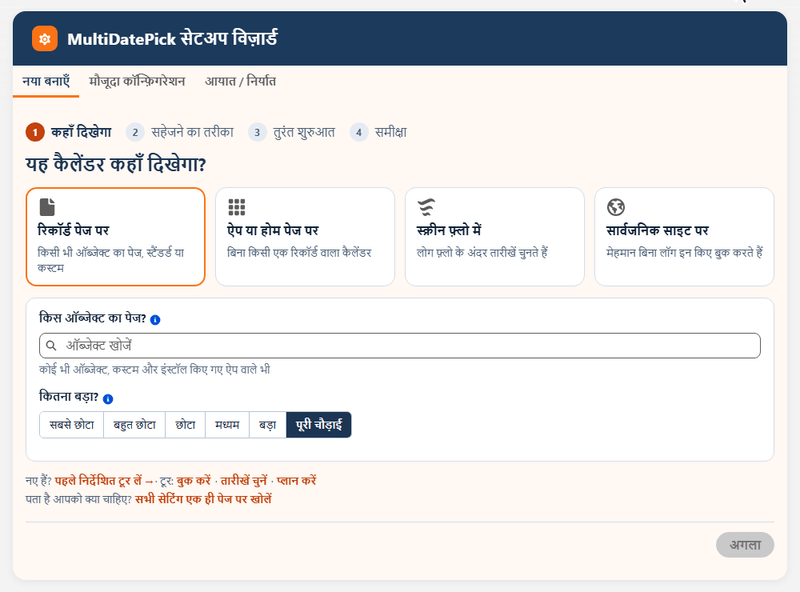 MultiDatePick सेटअप विज़ार्ड
नया बनाएँ मौजूदा कॉन्फ़िगरेशन आयात / निर्यात
1 कहाँ दिखेगा 2 सहेजने का तरीका 3 तुरंत शुरुआत 4 समीक्षा
यह कैलेंडर कहाँ दिखेगा?
रिकॉर्ड पेज पर
किसी भी ऑब्जेक्ट का पेज, स्टैंडर्ड या
कस्टम
ऐप या होम पेज पर
बिना किसी एक रिकॉर्ड वाला कैलेंडर
स्क्रीन फ़्लो में
लोग फ़्लो के अंदर तारीखें चुनते हैं
सार्वजनिक साइट पर
मेहमान बिना लॉग इन किए बुक करते हैं
किस ऑब्जेक्ट का पेज?
ऑब्जेक्ट खोजें
कोई भी ऑब्जेक्ट, कस्टम और इंस्टॉल किए गए ऐप वाले भी
कितना बड़ा?
सबसे छोटा बहुत छोटा छोटा मध्यम बड़ा पूरी चौड़ाई
नए हैं? पहले निर्देशित टूर लें → · टूर: बुक करें · तारीखें चुनें · प्लान करें
पता है आपको क्या चाहिए? सभी सेटिंग एक ही पेज पर खोलें
अगला